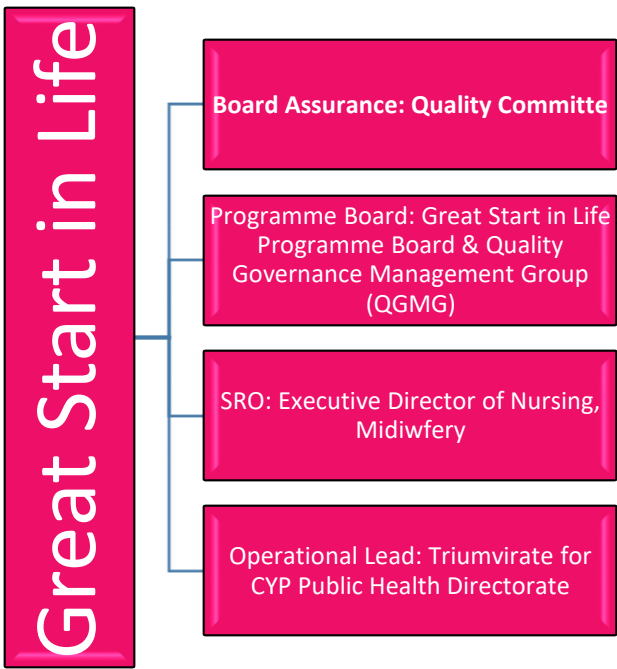 Great Start in Life
Board Assurance: Quality Committe
Programme Board: Great Start in Life
Programme Board & Quality
Governance Management Group
(QGMG)
SRO: Executive Director of Nursing,
Midiwfery
Operational Lead: Triumvirate for
CYP Public Health Directorate